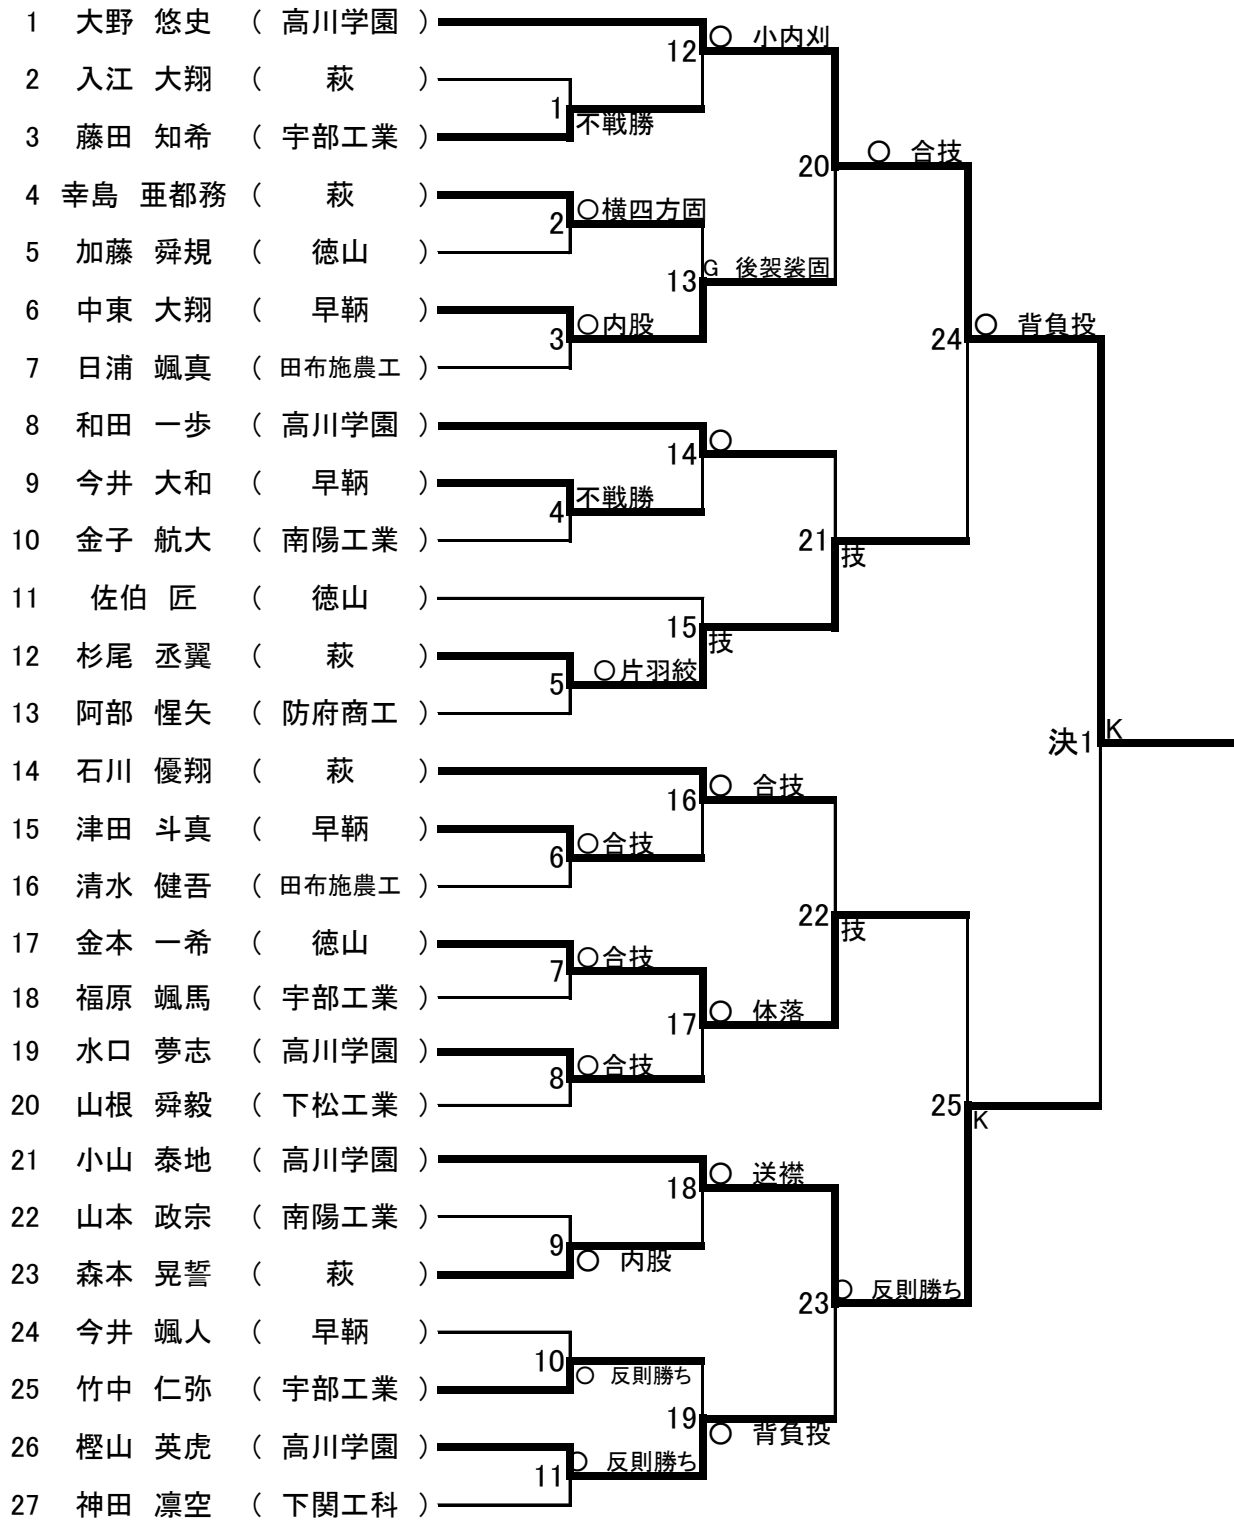 1 大野 悠史 ( 高川学園 )
12 ○ 小内刈
2 入江 大翔 ( 萩 )
1 不戦勝
3 藤田 知希 ( 宇部工業 )
20 ○ 合技
4 幸島 亜都務 ( 萩 )
2 ○横四方固
5 加藤 舜規 ( 徳山 )
13 G 後袈裟固
6 中東 大翔 ( 早鞆 )
3 ○内股
24 ○ 背負投
7 日浦 颯真 ( 田布施農工 )
8 和田 一歩 ( 高川学園 )
14 ○
9 今井 大和 ( 早鞆 )
4 不戦勝
10 金子 航大 ( 南陽工業 )
21 技
11 佐伯 匠 ( 徳山 )
15 技
12 杉尾 丞翼 ( 萩 )
5 ○片羽絞
13 阿部 惺矢 ( 防府商工 )
決1 K
14 石川 優翔 ( 萩 )
16 ○ 合技
15 津田 斗真 ( 早鞆 )
6 ○合技
16 清水 健吾 ( 田布施農工 )
22 技
17 金本 一希 ( 徳山 )
7 ○合技
18 福原 颯馬 ( 宇部工業 )
17 ○ 体落
19 水口 夢志 ( 高川学園 )
8 ○合技
20 山根 舜毅 ( 下松工業 )
25 K
21 小山 泰地 ( 高川学園 )
18 ○ 送襟
22 山本 政宗 ( 南陽工業 )
9 ○ 内股
23 森本 晃誓 ( 萩 )
23 ○ 反則勝ち
24 今井 颯人 ( 早鞆 )
10 ○ 反則勝ち
25 竹中 仁弥 ( 宇部工業 )
19 ○ 背負投
26 樫山 英虎 ( 高川学園 )
11 ○ 反則勝ち
27 神田 凛空 ( 下関工科 )